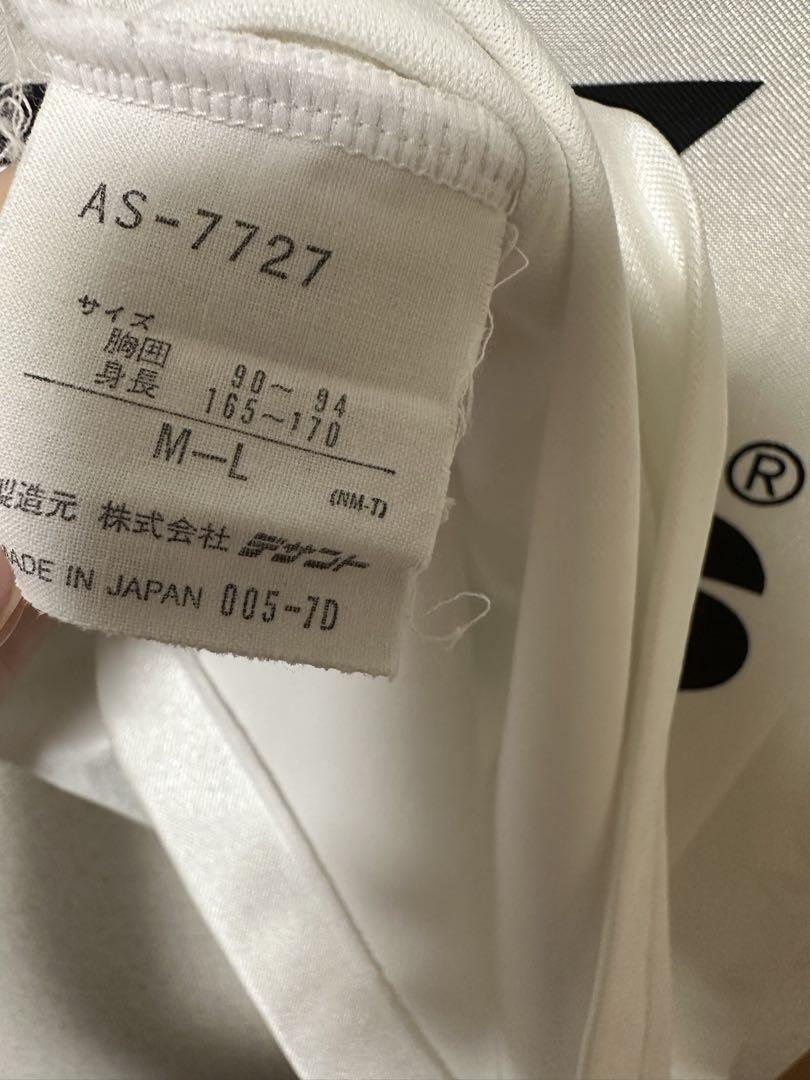 AS-7727
サイズ
胸囲 90～94
身長 165～170
M—L
(NM-T)
製造元 株式会社 デサント
MADE IN JAPAN 005-7D
S®